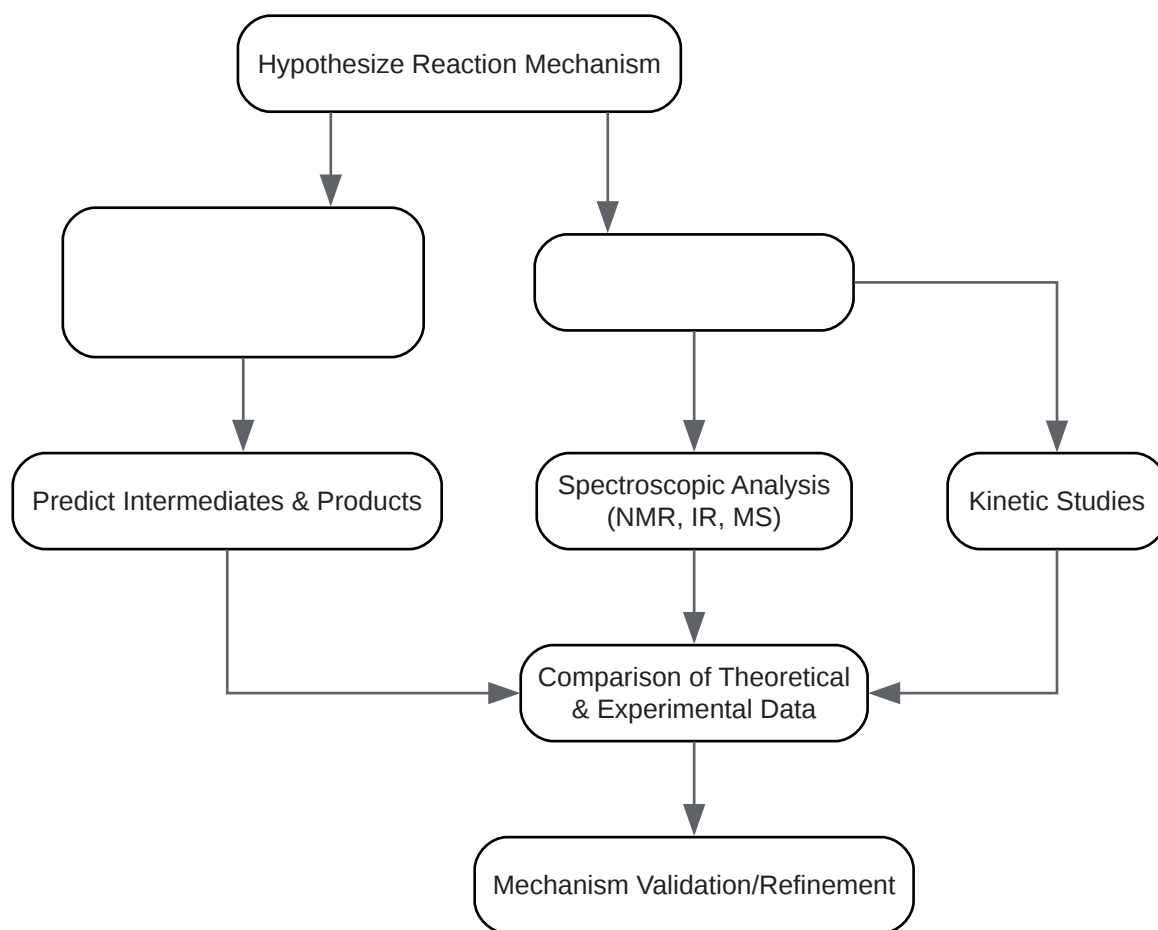 Hypothesize Reaction Mechanism
Predict Intermediates & Products
Spectroscopic Analysis
(NMR, IR, MS)
Kinetic Studies
Comparison of Theoretical
& Experimental Data
Mechanism Validation/Refinement